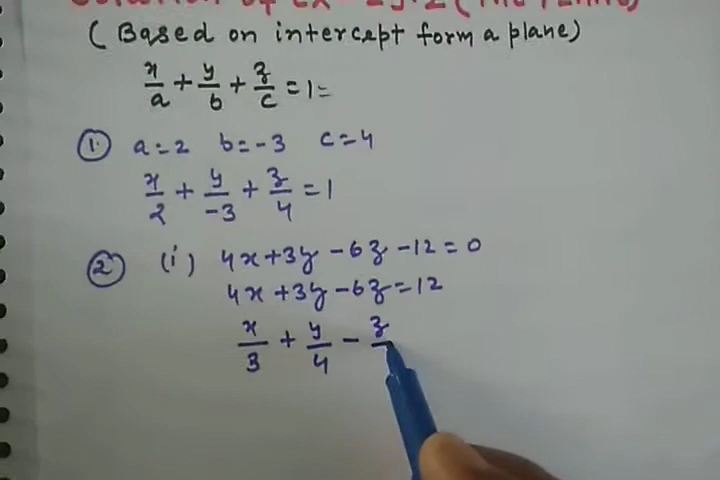 (Based on intercept form a plane)
x/a + y/b + z/c = 1 =
① a=2 b=-3 c=4
x/2 + y/-3 + z/4 = 1
② (i) 4x+3y-6z-12=0
4x+3y-6z=12
x/3 + y/4 - z/